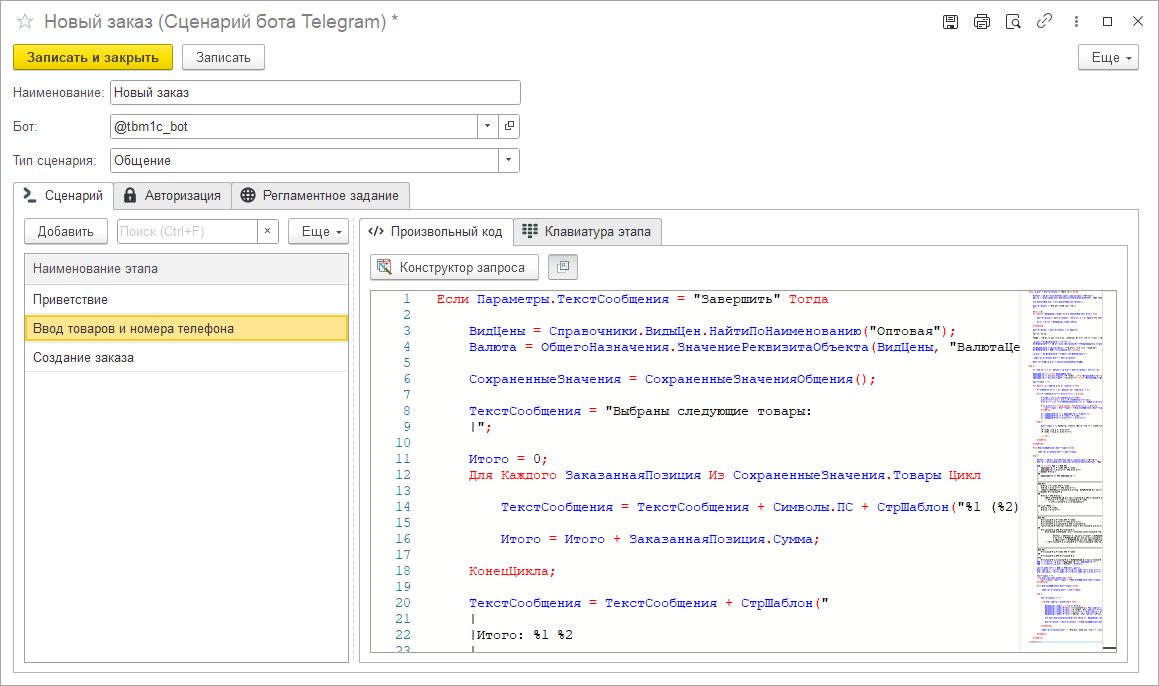 Новый заказ (Сценарий бота Telegram) *
Записать и закрыть
Записать
Еще
Наименование:
Новый заказ
Бот:
@tbm1c_bot
Тип сценария:
Общение
Сценарий
Авторизация
Регламентное задание
Добавить
Поиск (Ctrl+F)
×
Еще
Наименование этапа
Приветствие
Ввод товаров и номера телефона
Создание заказа
</> Произвольный код
Клавиатура этапа
Конструктор запроса
1 Если Параметры.ТекстСообщения = "Завершить" Тогда
2
3 ВидЦены = Справочники.ВидыЦен.НайтиПоНаименованию("Оптовая");
4 Валюта = ОбщегоНазначения.ЗначениеРеквизитаОбъекта(ВидЦены, "ВалютаЦе
5
6 СохраненныеЗначения = СохраненныеЗначенияОбщения();
7
8 ТекстСообщения = "Выбраны следующие товары:
9 |";
10
11 Итого = 0;
12 Для Каждого ЗаказаннаяПозиция Из СохраненныеЗначения.Товары Цикл
13
14 ТекстСообщения = ТекстСообщения + Символы.ПС + СтрШаблон("%1 (%2)
15
16 Итого = Итого + ЗаказаннаяПозиция.Сумма;
17
18 КонецЦикла;
19
20 ТекстСообщения = ТекстСообщения + СтрШаблон("
21 |
22 |Итого: %1 %2
23 |